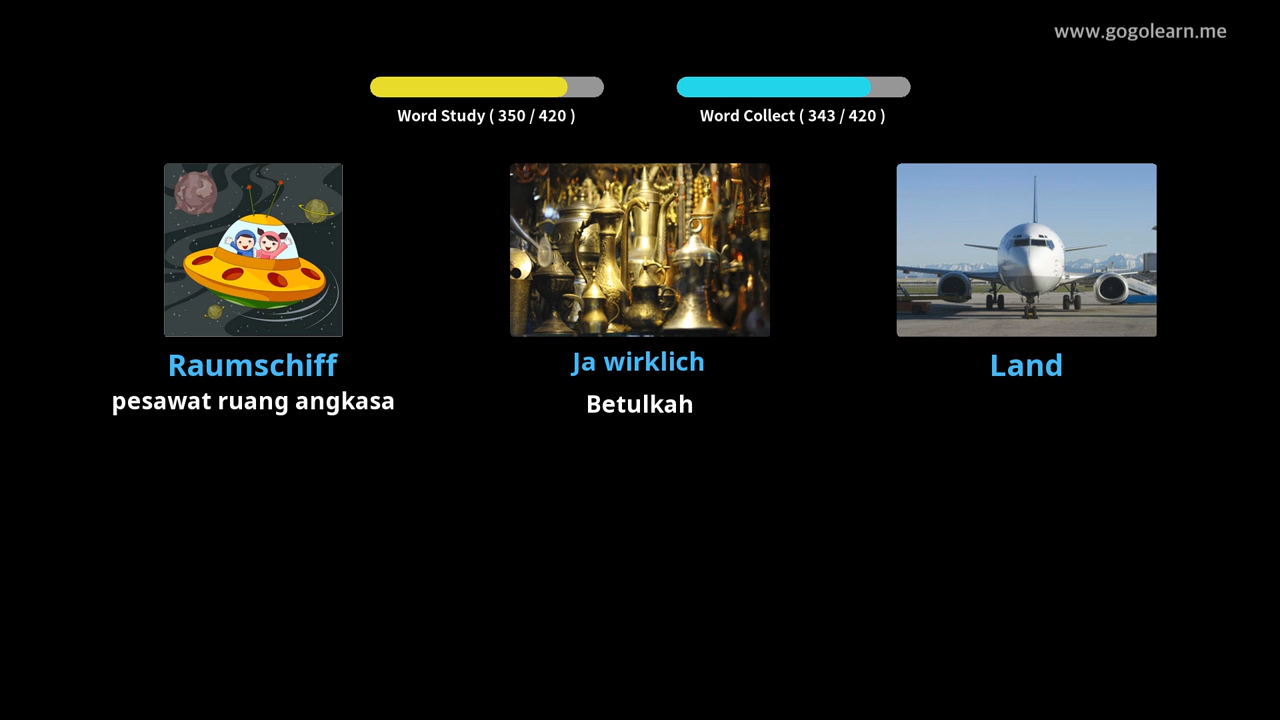 www.gogolearn.me
Word Study ( 350 / 420 )
Word Collect ( 343 / 420 )
Raumschiff
pesawat ruang angkasa
Ja wirklich
Betulkah
Land